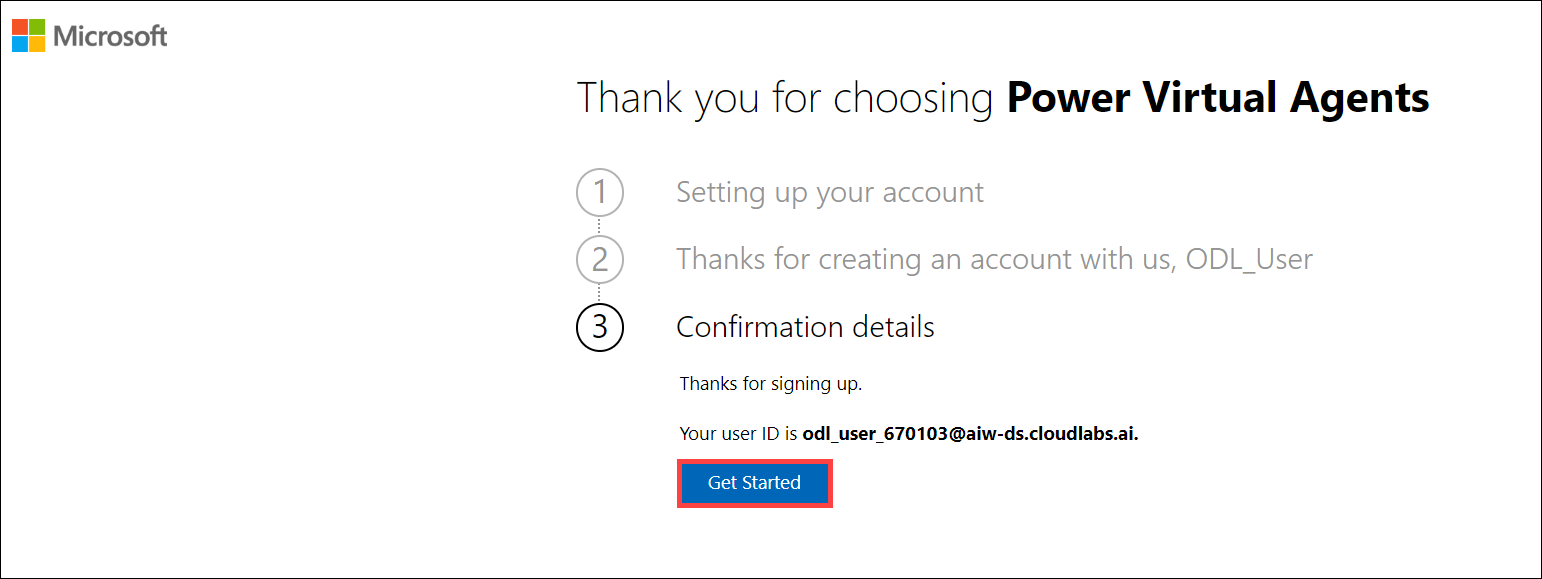 Microsoft
Thank you for choosing Power Virtual Agents
1 Setting up your account
2 Thanks for creating an account with us, ODL_User
3 Confirmation details
Thanks for signing up.
Your user ID is odl_user_670103@aiw-ds.cloudlabs.ai.
Get Started